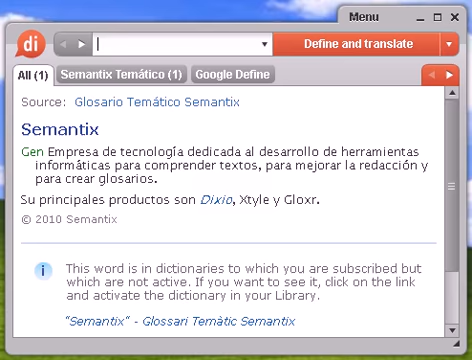 Menu
di
Define and translate
All (1)
Semantix Temático (1)
Google Define
Source: Glosario Temático Semantix
Semantix
Gen Empresa de tecnología dedicada al desarrollo de herramientas
informáticas para comprender textos, para mejorar la redacción y
para crear glosarios.
Su principales producto son Dixio, Xtyle y Gloxr.
© 2010 Semantix
This word is in dictionaries to which you are subscribed but
which are not active. If you want to see it, click on the link
and activate the dictionary in your Library.
"Semantix" - Glossari Temàtic Semantix